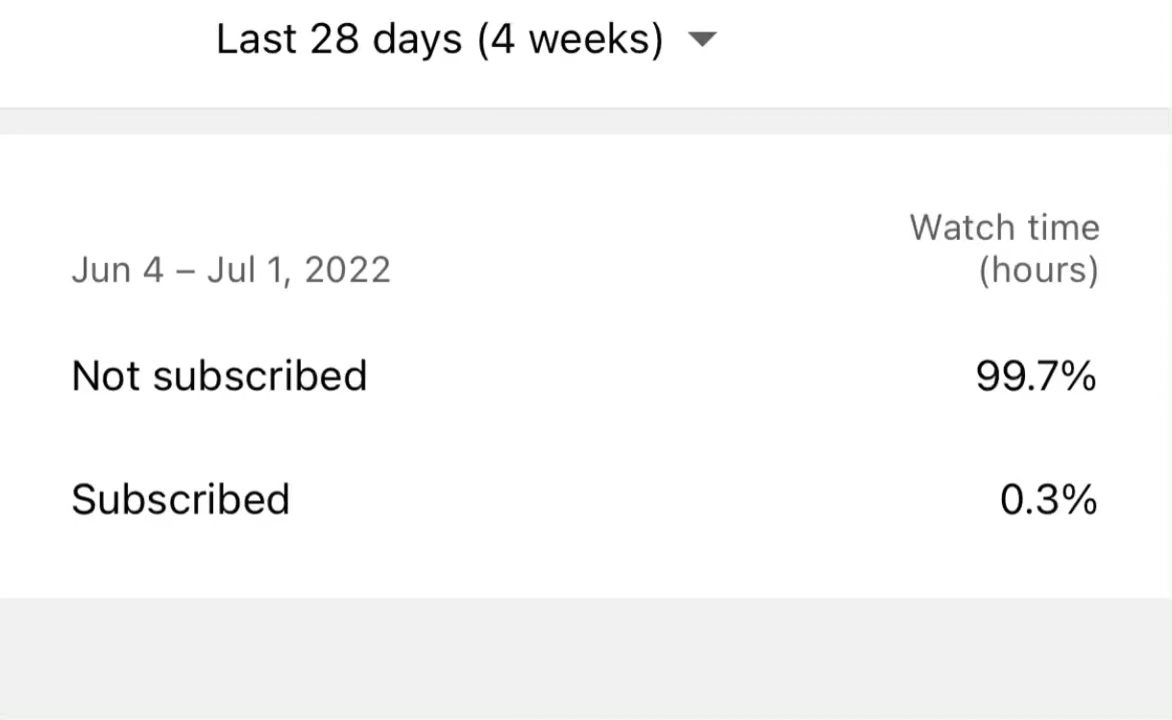 Last 28 days (4 weeks)
Watch time
Jun 4 – Jul 1, 2022 (hours)
Not subscribed 99.7%
Subscribed 0.3%